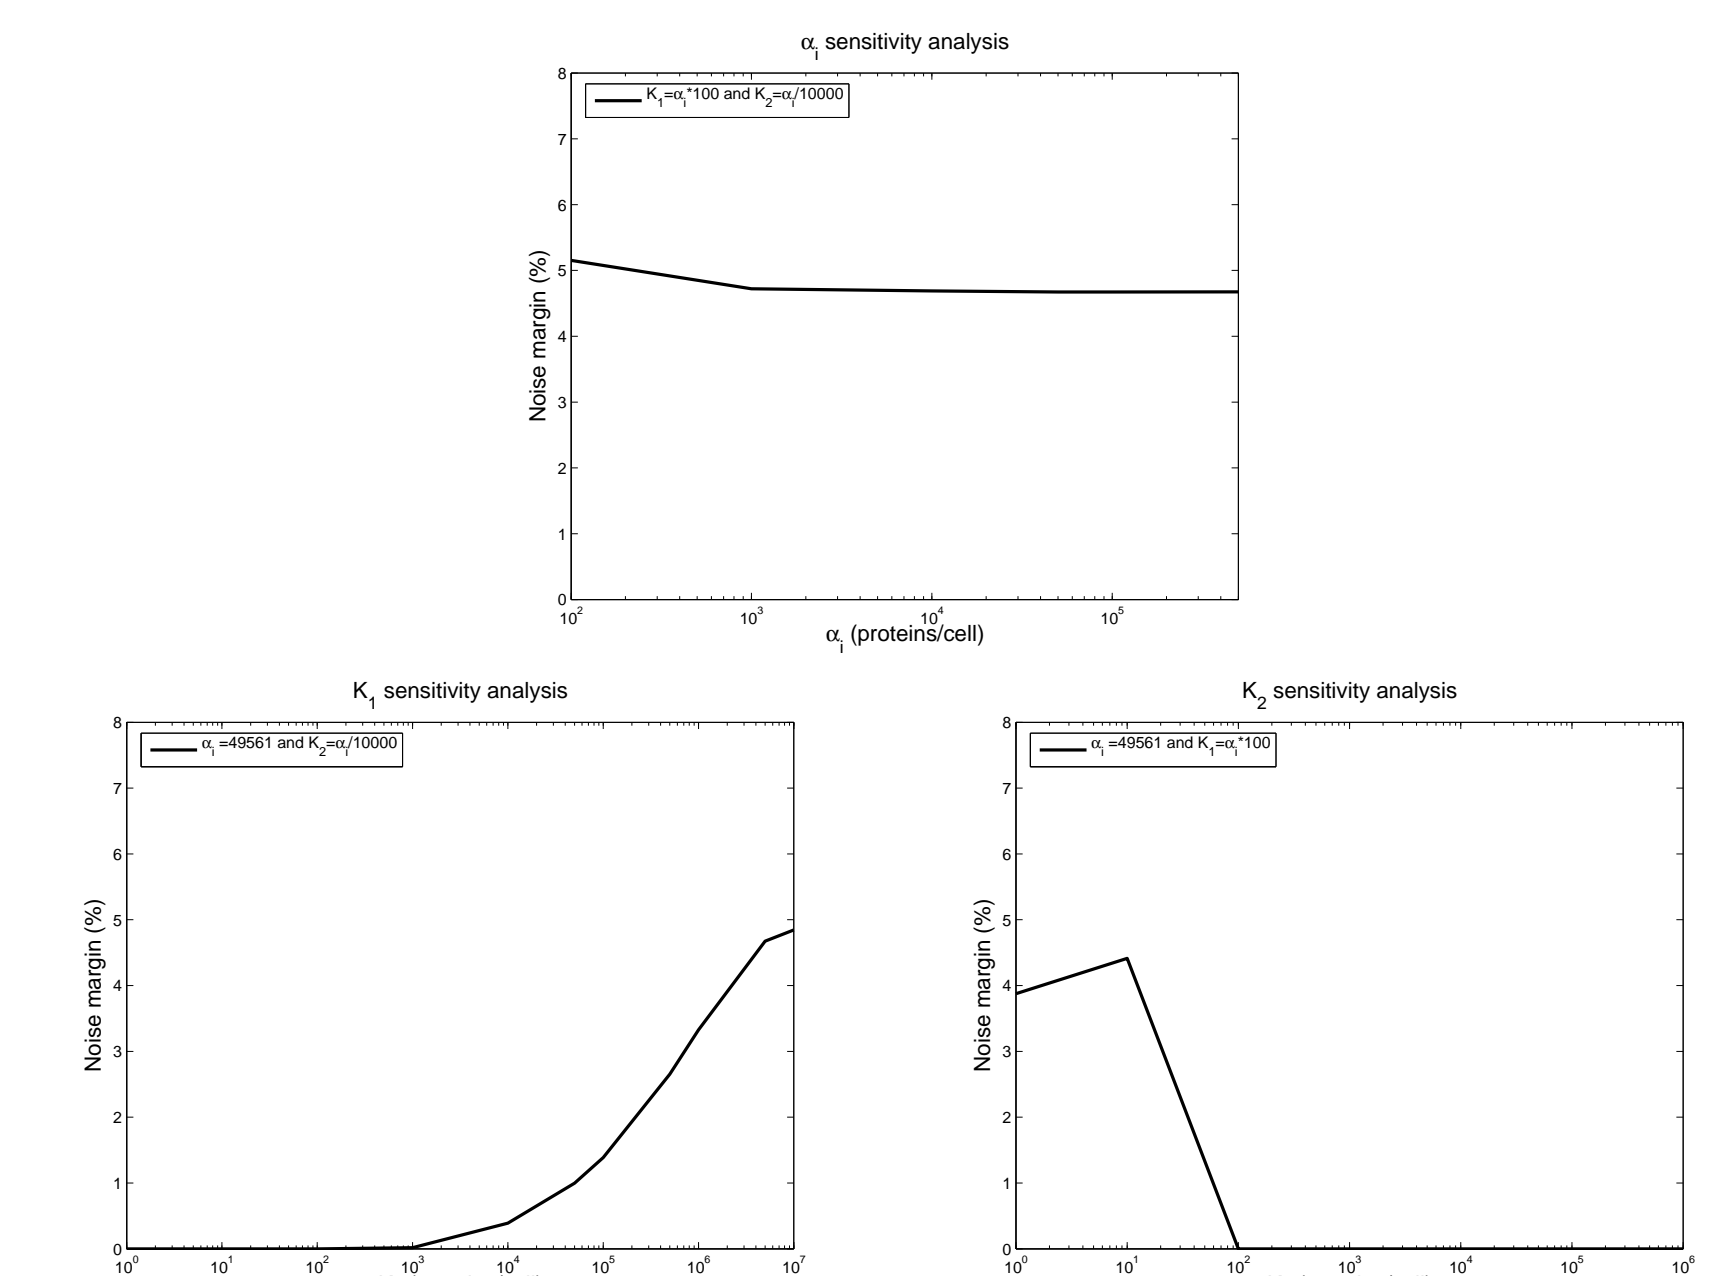 αi sensitivity analysis
8
K1=αi*100 and K2=αi/10000
7
6
5
4
3
2
1
0
Noise margin (%)
10^2 10^3 10^4 10^5
αi (proteins/cell)
K1 sensitivity analysis
8
αi =49561 and K2=αi/10000
7
6
5
4
3
2
1
0
Noise margin (%)
10^0 10^1 10^2 10^3 10^4 10^5 10^6 10^7
K2 sensitivity analysis
8
αi =49561 and K1=αi*100
7
6
5
4
3
2
1
0
Noise margin (%)
10^0 10^1 10^2 10^3 10^4 10^5 10^6